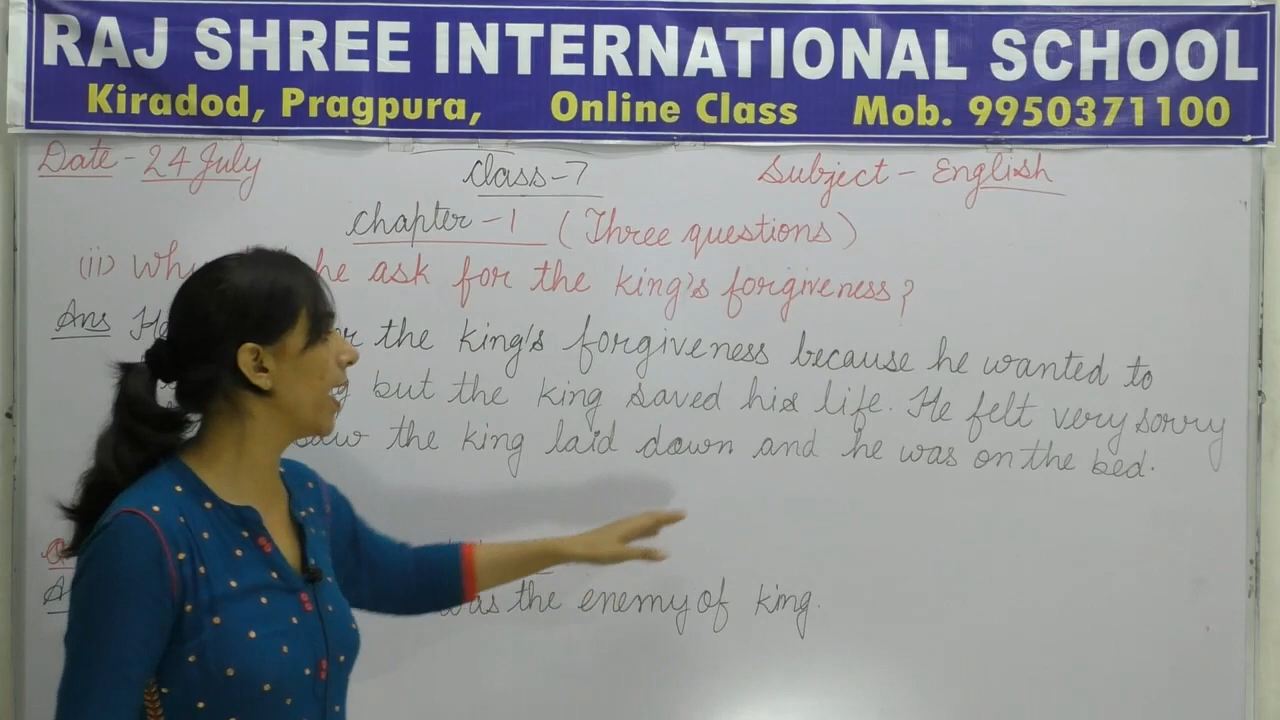 RAJ SHREE INTERNATIONAL SCHOOL
Kiradod, Pragpura, Online Class Mob. 9950371100
Date - 24 July Class - 7 Subject - English
Chapter - 1 (Three questions)
(ii) Why he ask for the king's forgiveness?
Ans He the king's forgiveness because he wanted to
but the king saved his life. He felt very sorry
saw the king laid down and he was on the bed.
was the enemy of king.